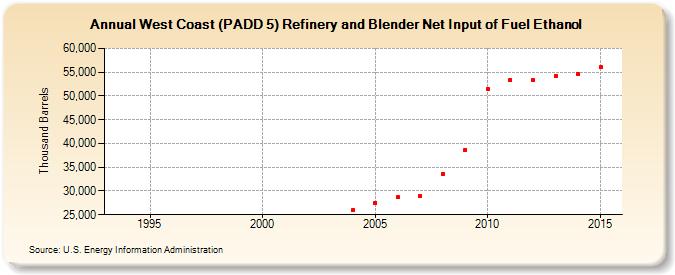 Annual West Coast (PADD 5) Refinery and Blender Net Input of Fuel Ethanol
Thousand Barrels
60,000
55,000
50,000
45,000
40,000
35,000
30,000
25,000
1995 2000 2005 2010 2015
Source: U.S. Energy Information Administration